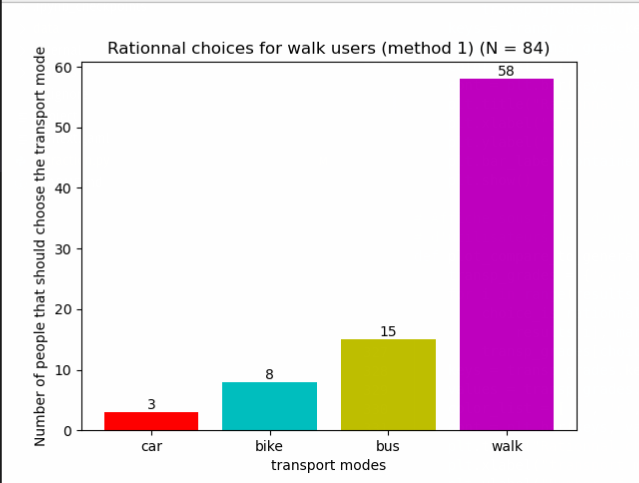 Rationnal choices for walk users (method 1) (N = 84)
Number of people that should choose the transport mode
60
50
40
30
20
10
0
3
8
15
58
car
bike
bus
walk
transport modes